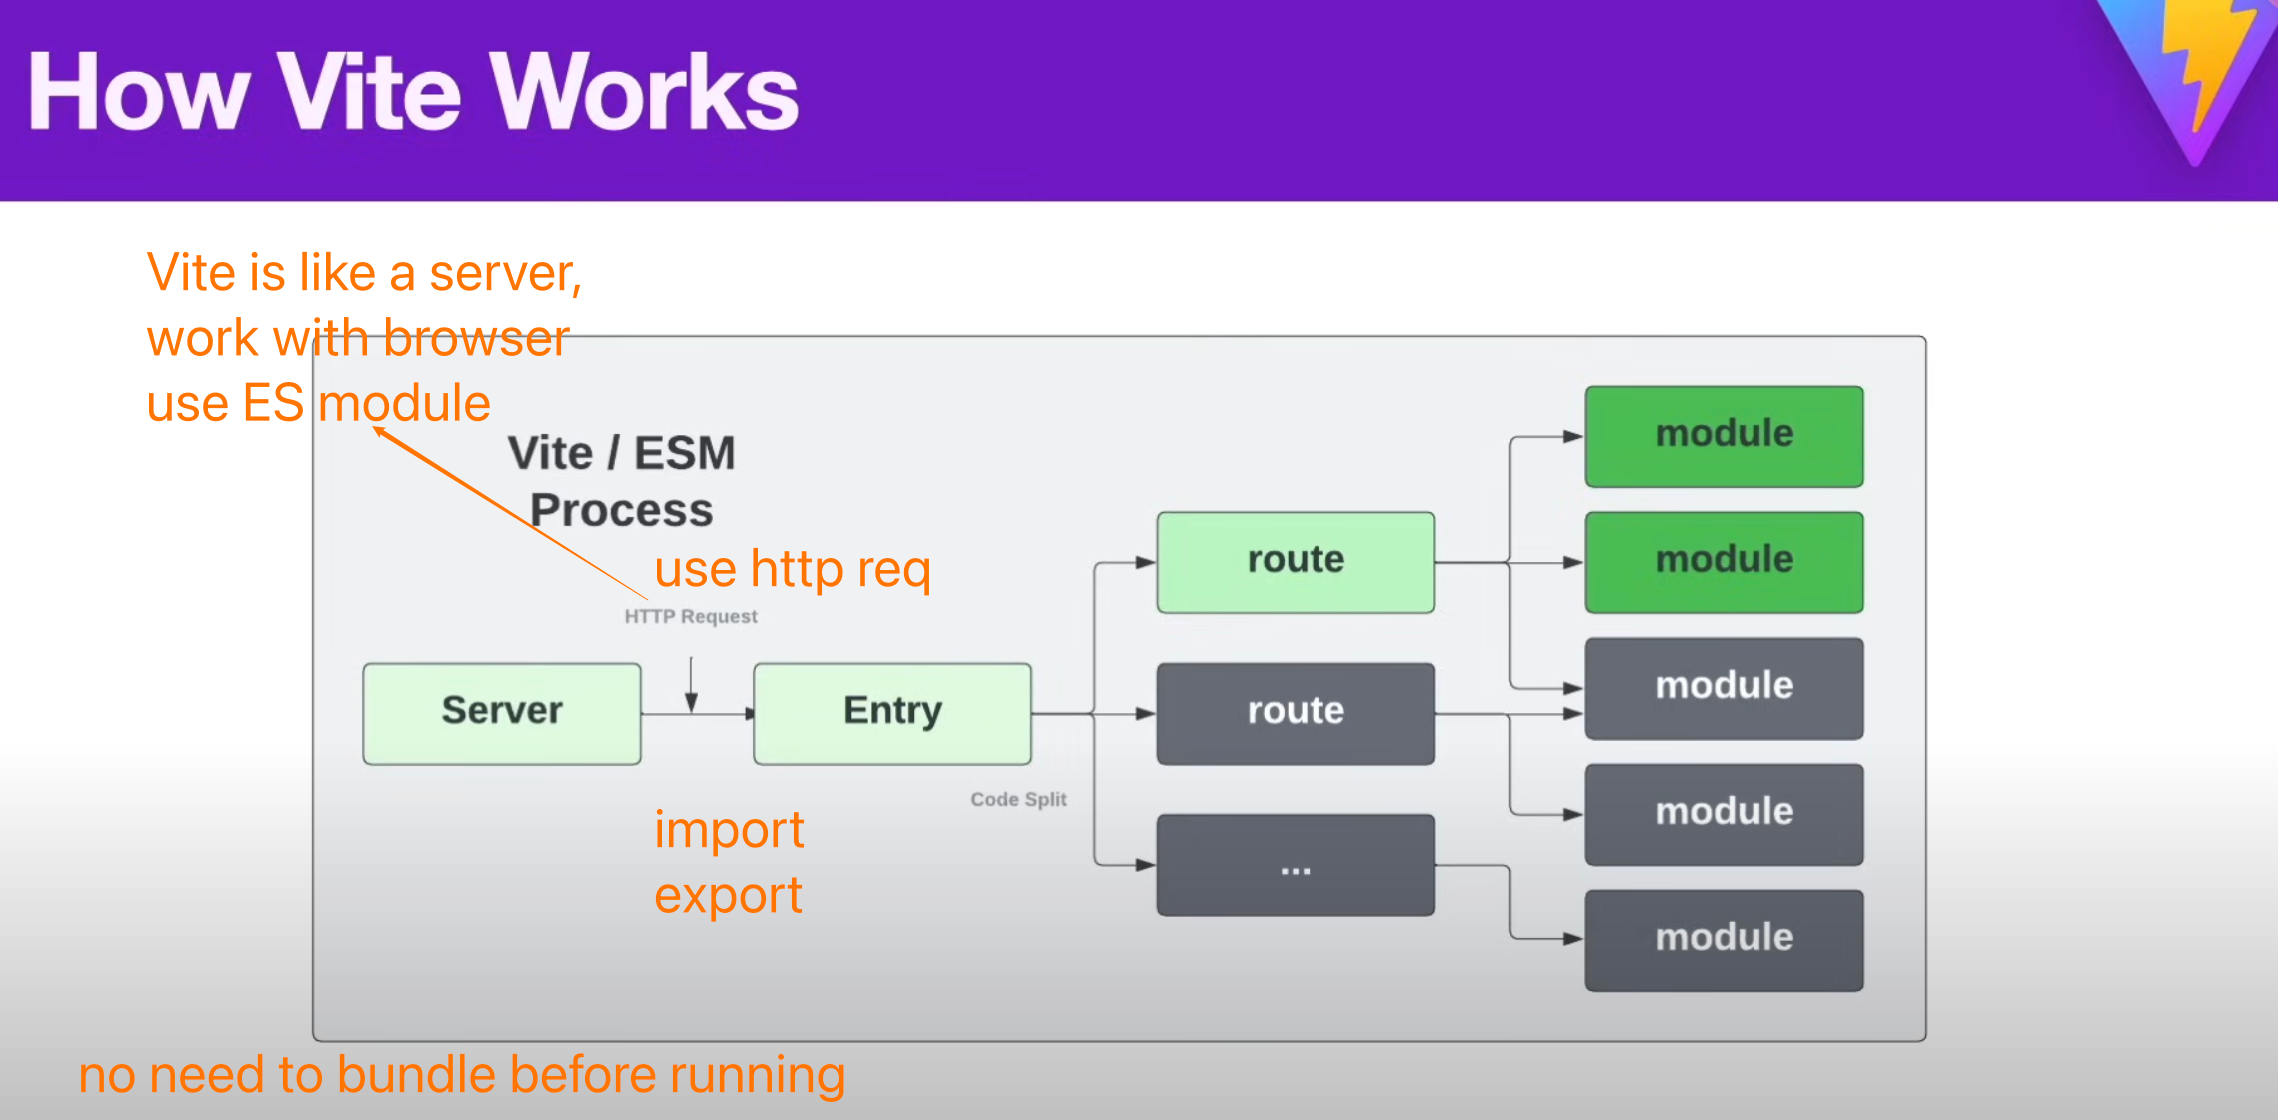 How Vite Works
Vite is like a server,
work with browser
use ES module
Vite / ESM
Process
use http req
HTTP Request
Server
Entry
Code Split
import
export
route
route
...
module
module
module
module
module
no need to bundle before running